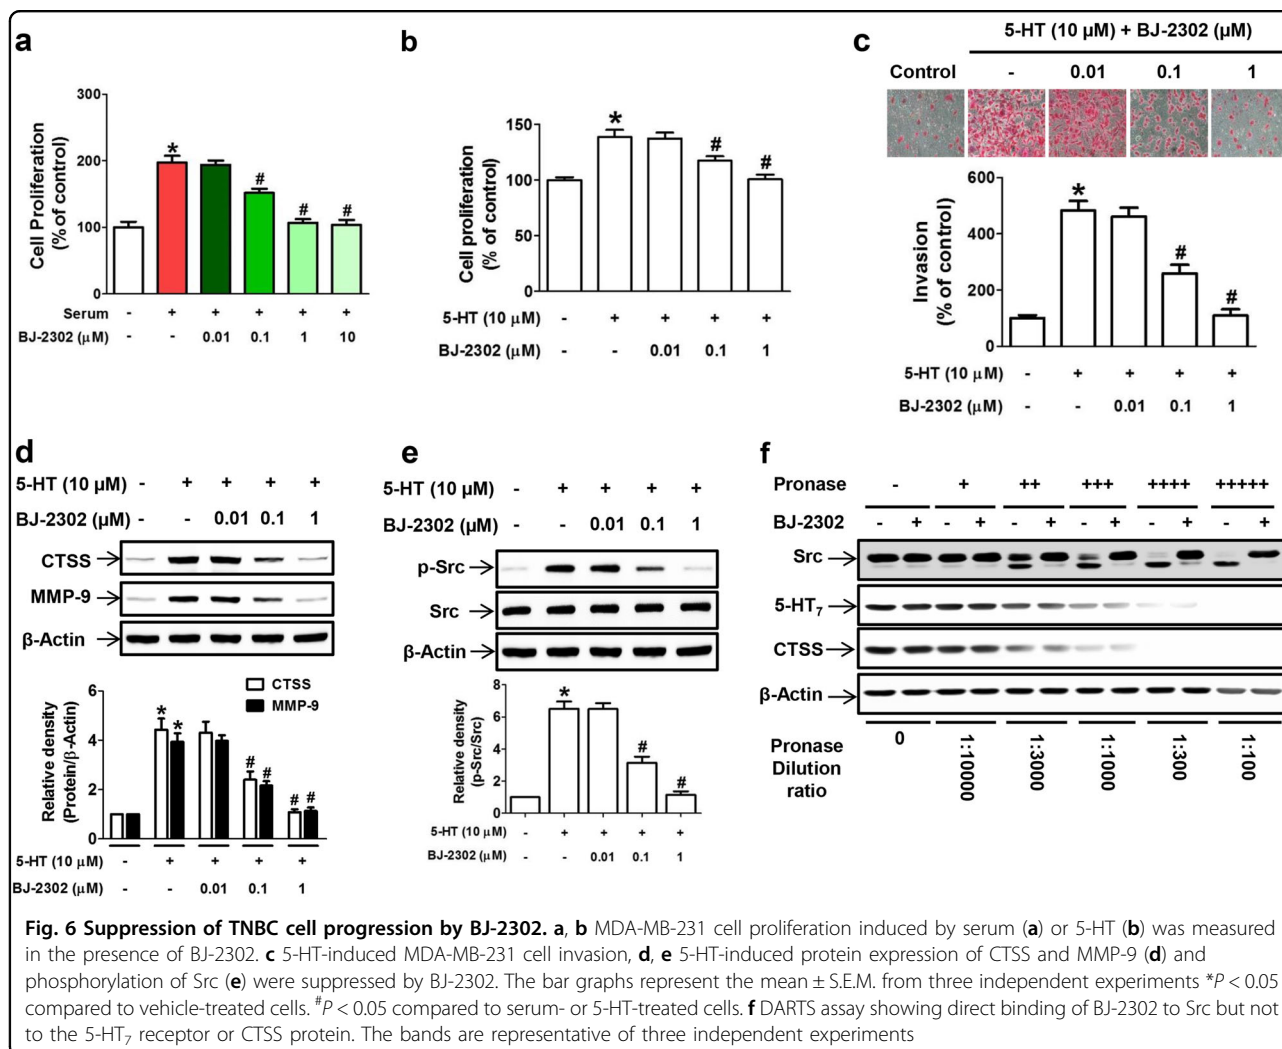 a
Cell Proliferation
(% of control)
300
200
100
0
*
#
#
#
Serum - + + + + +
BJ-2302 (μM) - - 0.01 0.1 1 10
b
Cell proliferation
(% of control)
150
100
50
0
*
#
#
5-HT (10 μM) - + + + +
BJ-2302 (μM) - - 0.01 0.1 1
c
5-HT (10 μM) + BJ-2302 (μM)
Control - 0.01 0.1 1
Invasion
(% of control)
600
400
200
0
*
#
#
5-HT (10 μM) - + + + +
BJ-2302 (μM) - - 0.01 0.1 1
d
5-HT (10 μM) - + + + +
BJ-2302 (μM) - - 0.01 0.1 1
CTSS
MMP-9
β-Actin
Relative density
(Protein/β-Actin)
6
4
2
0
CTSS
MMP-9
* *
# #
# #
5-HT (10 μM) - + + + +
BJ-2302 (μM) - - 0.01 0.1 1
e
5-HT (10 μM) - + + + +
BJ-2302 (μM) - - 0.01 0.1 1
p-Src
Src
β-Actin
Relative density
(p-Src/Src)
8
6
4
2
0
*
#
#
5-HT (10 μM) - + + + +
BJ-2302 (μM) - - 0.01 0.1 1
f
Pronase - + ++ +++ ++++ +++++
BJ-2302 - + - + - + - + - + - +
Src
5-HT₇
CTSS
β-Actin
Pronase
Dilution
ratio
0 1:10000 1:3000 1:1000 1:300 1:100
Fig. 6 Suppression of TNBC cell progression by BJ-2302. a, b MDA-MB-231 cell proliferation induced by serum (a) or 5-HT (b) was measured
in the presence of BJ-2302. c 5-HT-induced MDA-MB-231 cell invasion, d, e 5-HT-induced protein expression of CTSS and MMP-9 (d) and
phosphorylation of Src (e) were suppressed by BJ-2302. The bar graphs represent the mean ± S.E.M. from three independent experiments *P < 0.05
compared to vehicle-treated cells. #P < 0.05 compared to serum- or 5-HT-treated cells. f DARTS assay showing direct binding of BJ-2302 to Src but not
to the 5-HT₇ receptor or CTSS protein. The bands are representative of three independent experiments